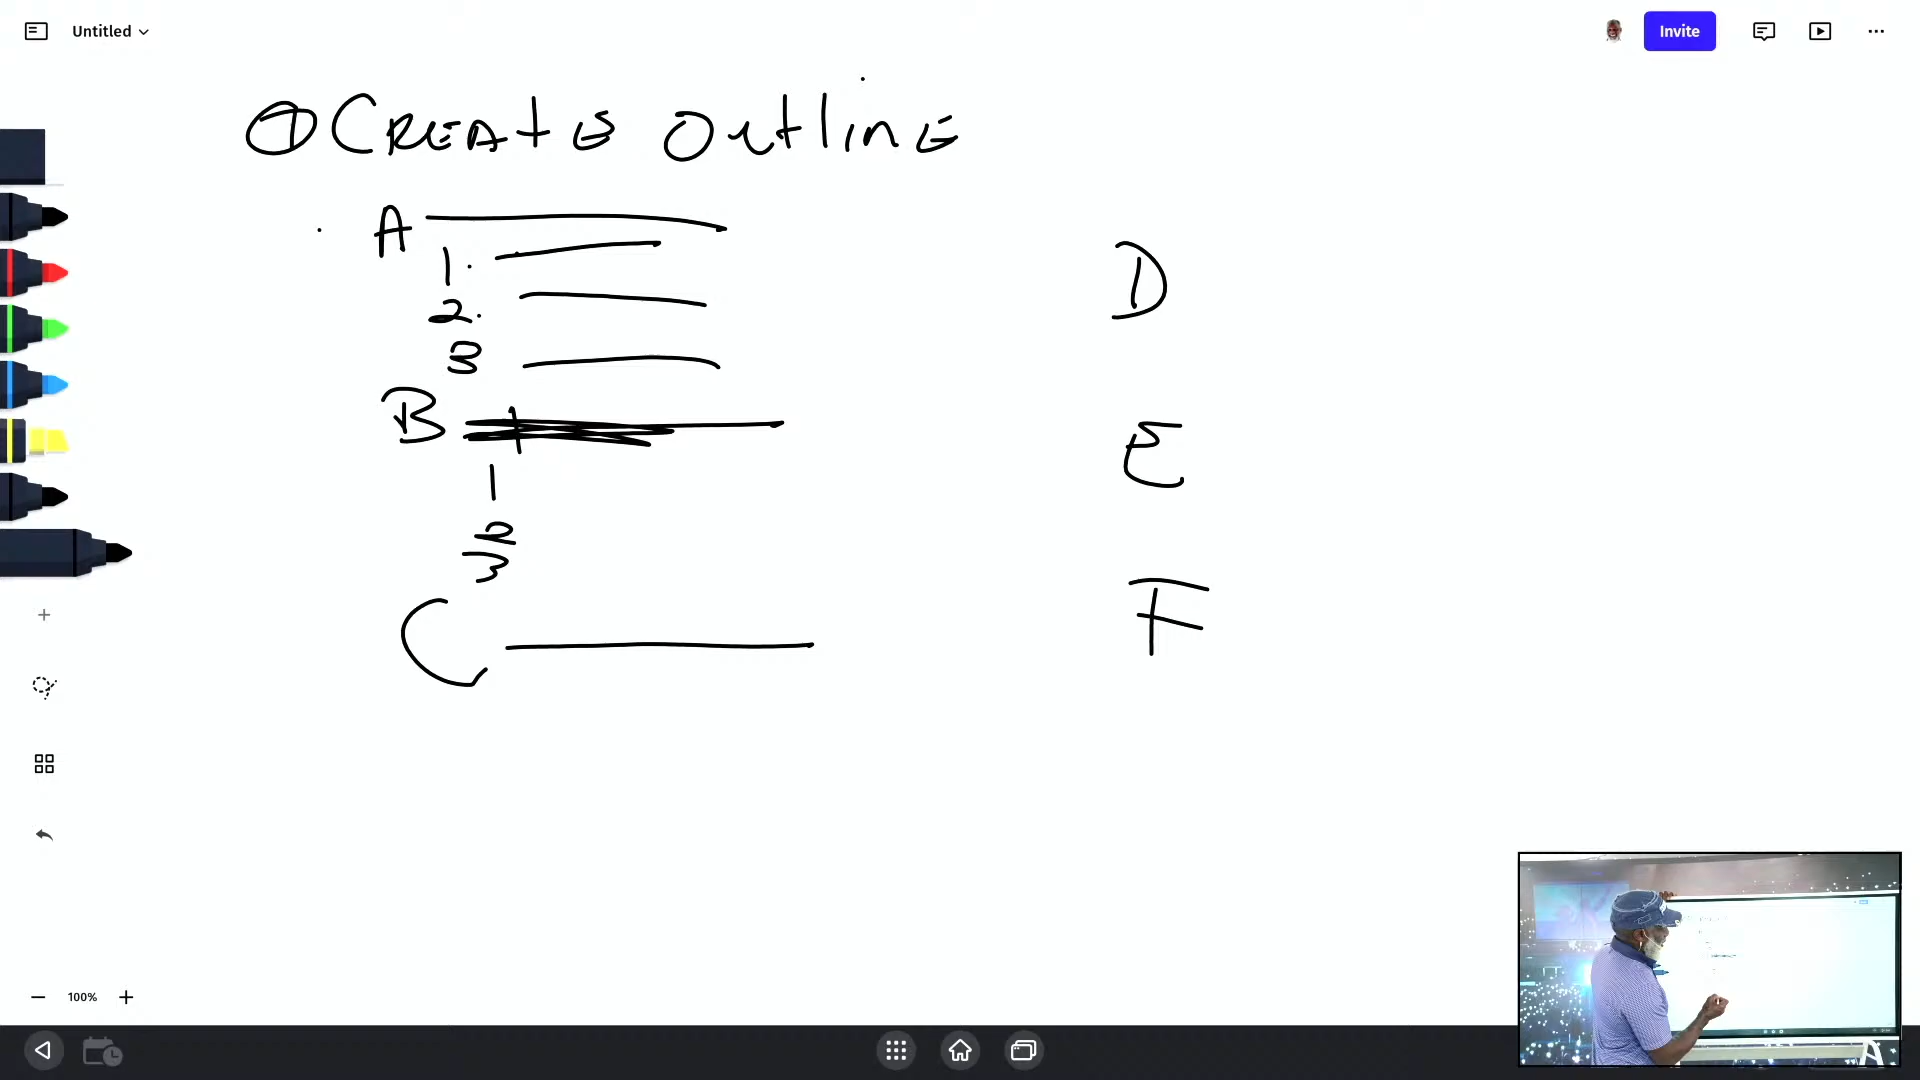 Untitled
Invite
① Create Outline
A
1.
2.
3
B
1
2
3
C
D
E
F
100%
A